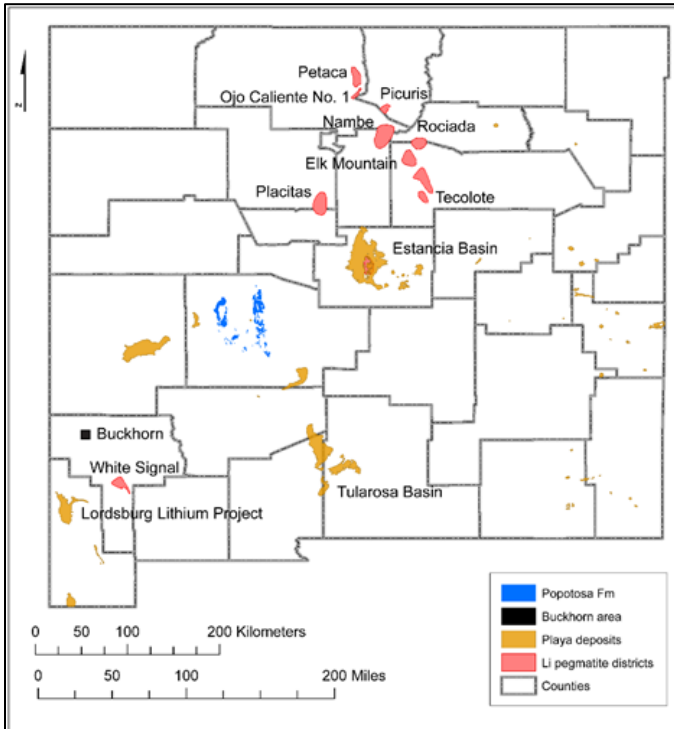 Petaca
Ojo Caliente No. 1
Picuris
Nambe
Rociada
Elk Mountain
Placitas
Tecolote
Estancia Basin
Buckhorn
White Signal
Lordsburg Lithium Project
Tularosa Basin
N
Popotosa Fm
Buckhorn area
Playa deposits
Li pegmatite districts
Counties
0 50 100 200 Kilometers
0 50 100 200 Miles